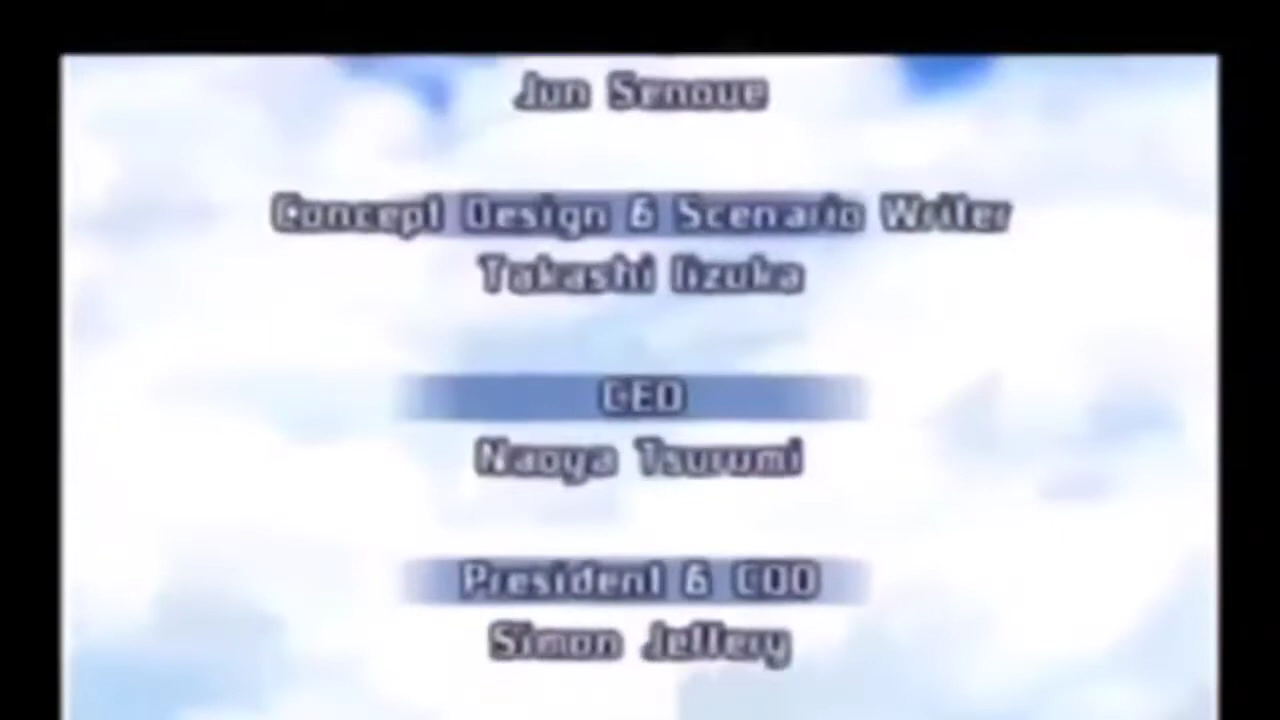 Jun Senoue
Concept Design & Scenario Writer
Takashi Iizuka
CEO
Naoya Tsurumi
President & COO
Simon Jeffery